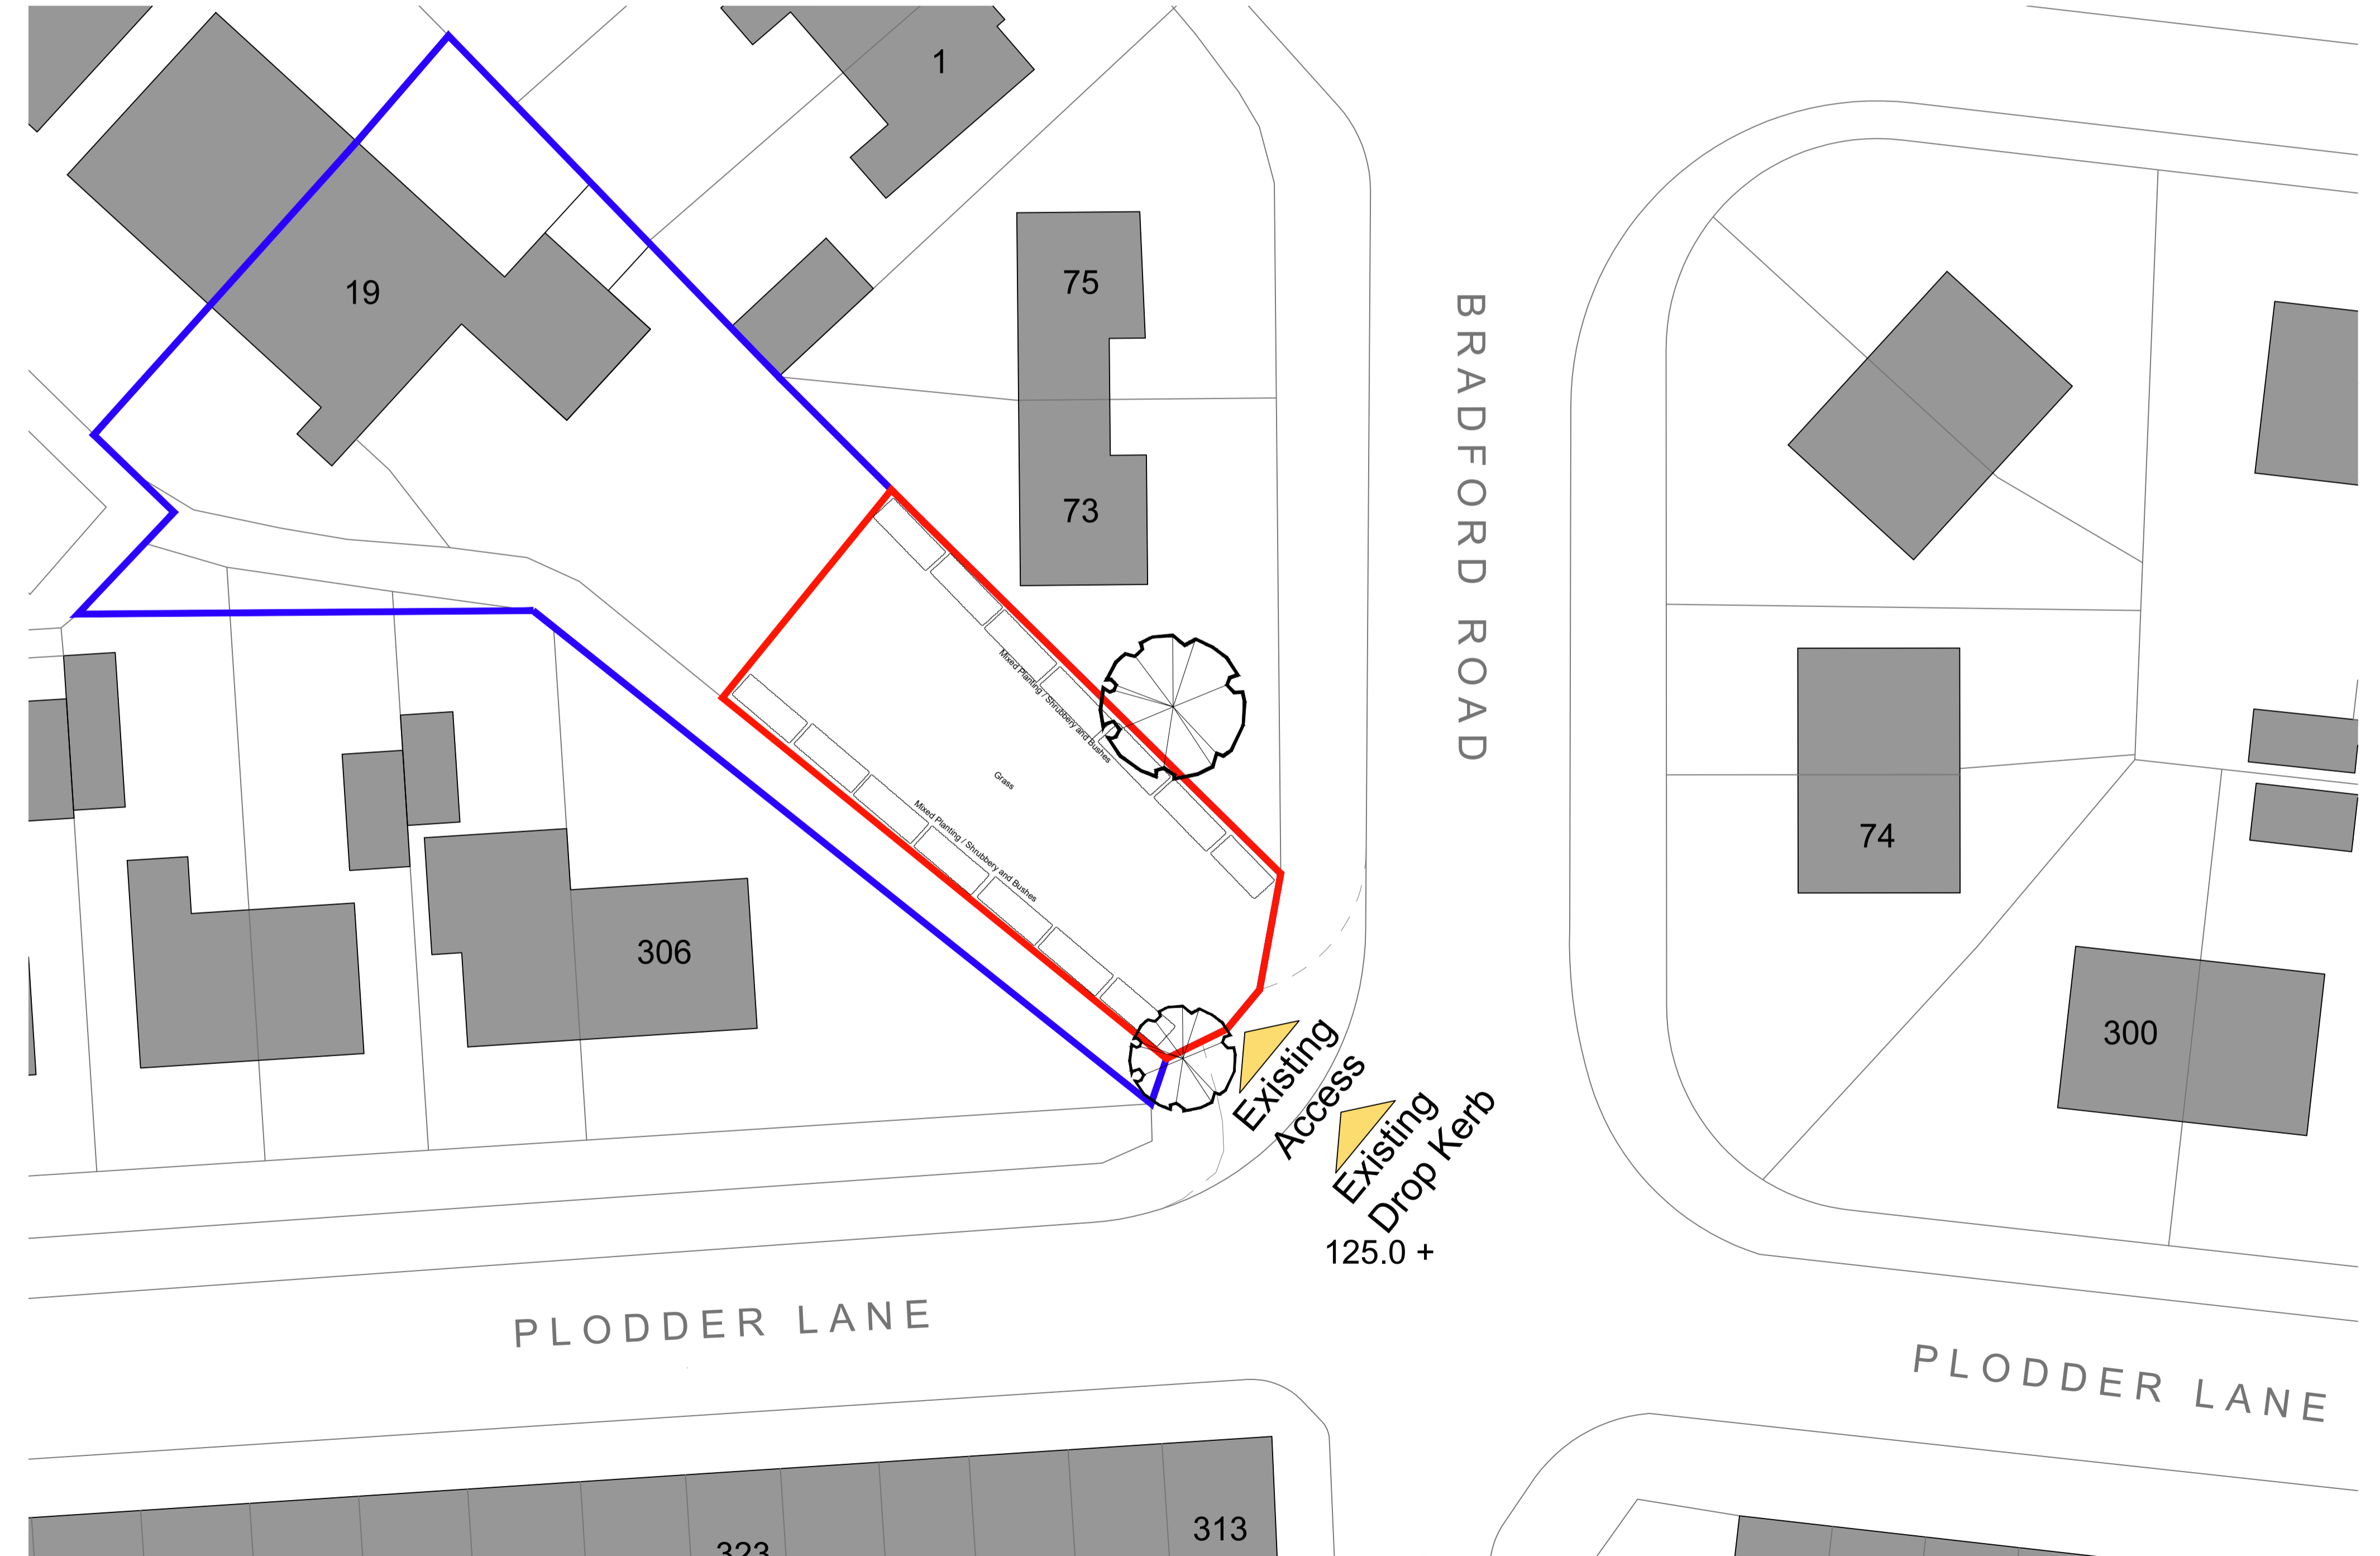 1
19
75
BRADFORD ROAD
73
Mixed Planting / Shrubbery and Bushes
Grass
Mixed Planting / Shrubbery and Bushes
74
306
300
Existing
Access
Existing
Drop Kerb
125.0 +
PLODDER LANE
PLODDER LANE
313
323